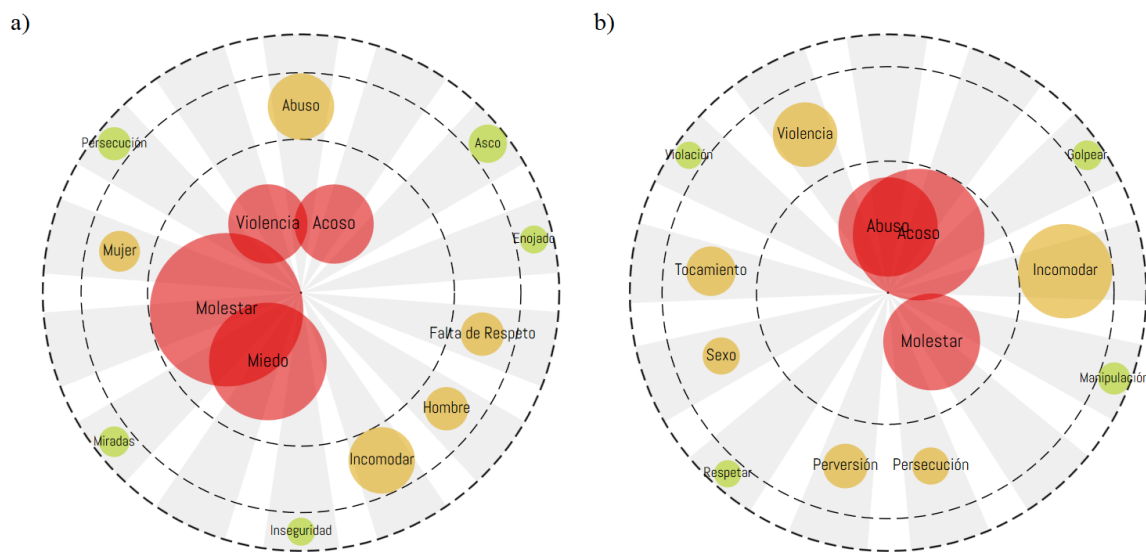 a)
Abuso
Persecución
Asco
Violencia
Acoso
Enojado
Mujer
Molestar
Falta de Respeto
Miedo
Hombre
Miradas
Incomodar
Inseguridad
b)
Violencia
Violación
Golpear
Abuso
Acoso
Tocamiento
Incomodar
Molestar
Sexo
Manipulación
Perversión
Persecución
Respetar